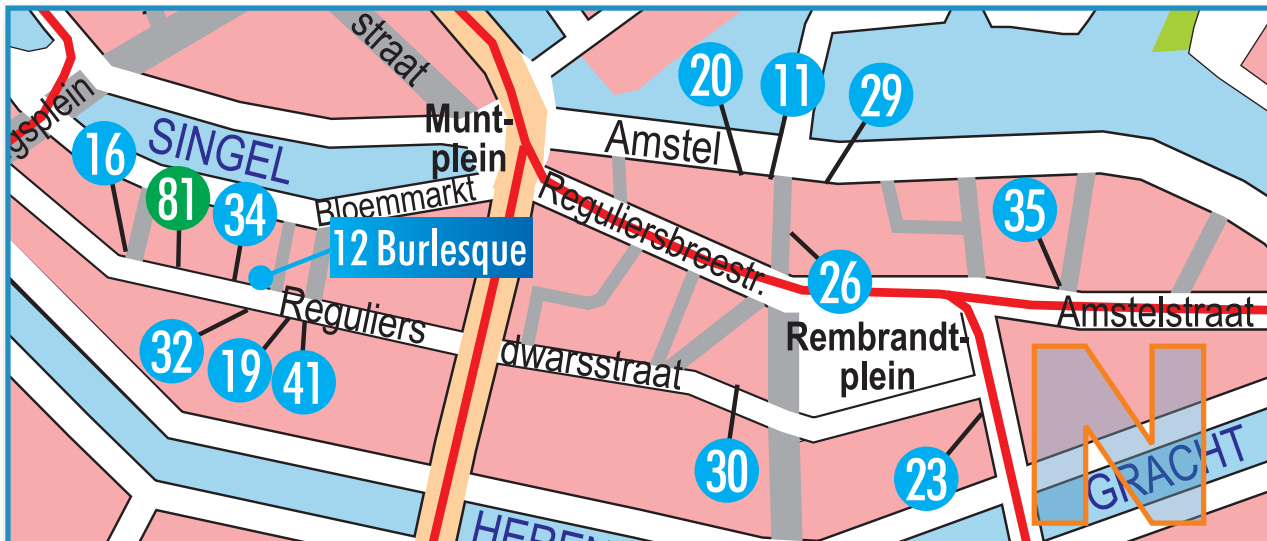 straat
gsplein
SINGEL
Munt-
plein
Amstel
20
11
29
16
81
34
Bloemmarkt
Reguliersbreestr.
35
12 Burlesque
26
Reguliers
dwarsstraat
Amstelstraat
Rembrandt-
plein
32
19
41
30
23
GRACHT
HEREN
N